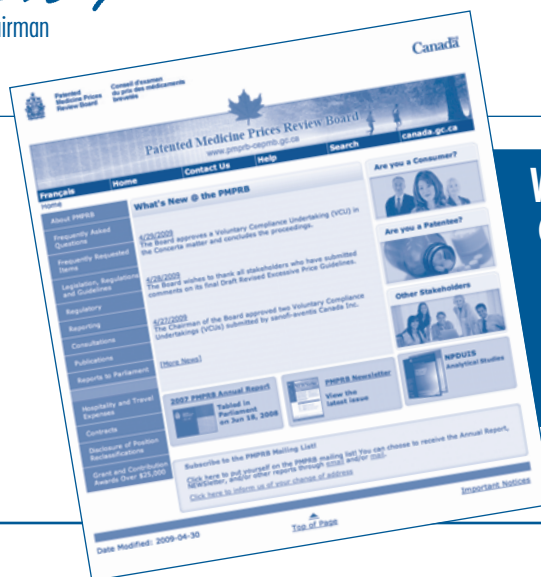 airman
Canada
Patented
Medicine Prices
Review Board
Conseil d'examen
du prix des médicaments
brevetés
Patented Medicine Prices Review Board
www.pmprb-cepmb.gc.ca
Français
Home
Contact Us
Help
Search
canada.gc.ca
Home
About PMPRB
Frequently Asked
Questions
Frequently Requested
Items
Legislation, Regulations
and Guidelines
Regulatory
Reporting
Consultations
Publications
Reports to Parliament
Hospitality and Travel
Expenses
Contracts
Disclosure of Position
Reclassifications
Grant and Contribution
Awards Over $25,000
What's New @ the PMPRB
4/29/2009
The Board approves a Voluntary Compliance Undertaking (VCU) in
the Concerta matter and concludes the proceedings.
4/28/2009
The Board wishes to thank all stakeholders who have submitted
comments on its final Draft Revised Excessive Price Guidelines.
4/27/2009
The Chairman of the Board approved two Voluntary Compliance
Undertakings (VCUs) submitted by sanofi-aventis Canada Inc.
[More News]
Are you a Consumer?
Are you a Patentee?
Other Stakeholders
2007 PMPRB Annual Report
Tabled in
Parliament
on Jun 18, 2008
PMPRB Newsletter
View the
latest issue
NPDUIS
Analytical Studies
Subscribe to the PMPRB Mailing List!
Click here to put yourself on the PMPRB mailing list! You can choose to receive the Annual Report,
NEWSletter, and/or other reports through email and/or mail.
Click here to inform us of your change of address
Date Modified: 2009-04-30
Top of Page
Important Notices